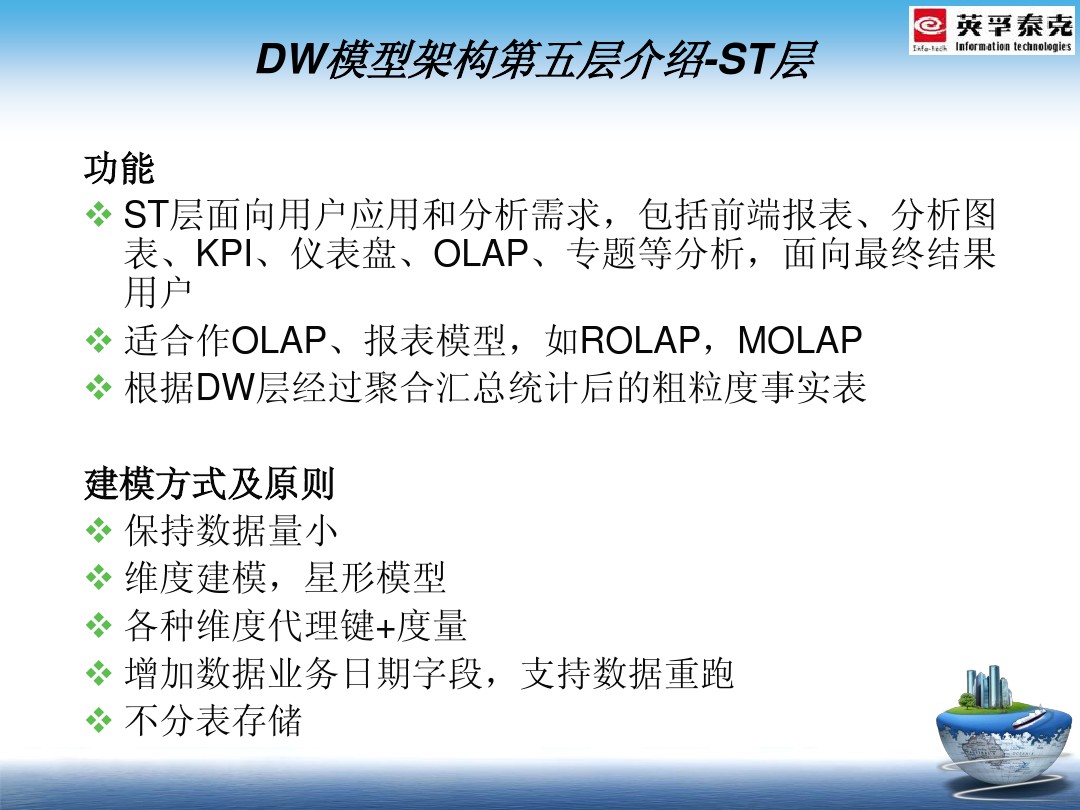 英孚泰克
Info-tech
Information technologies
DW模型架构第五层介绍-ST层
功能
ST层面向用户应用和分析需求，包括前端报表、分析图
表、KPI、仪表盘、OLAP、专题等分析，面向最终结果
用户
适合作OLAP、报表模型，如ROLAP，MOLAP
根据DW层经过聚合汇总统计后的粗粒度事实表
建模方式及原则
保持数据量小
维度建模，星形模型
各种维度代理键+度量
增加数据业务日期字段，支持数据重跑
不分表存储